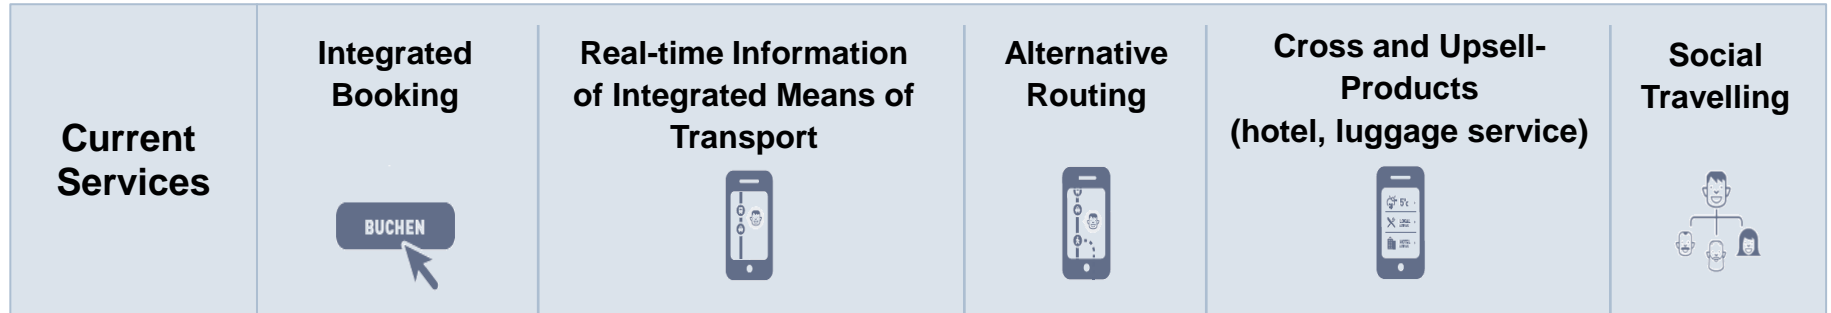 Current
Services
Integrated
Booking
BUCHEN
Real-time Information
of Integrated Means of
Transport
Alternative
Routing
Cross and Upsell-
Products
(hotel, luggage service)
5°c
Social
Travelling